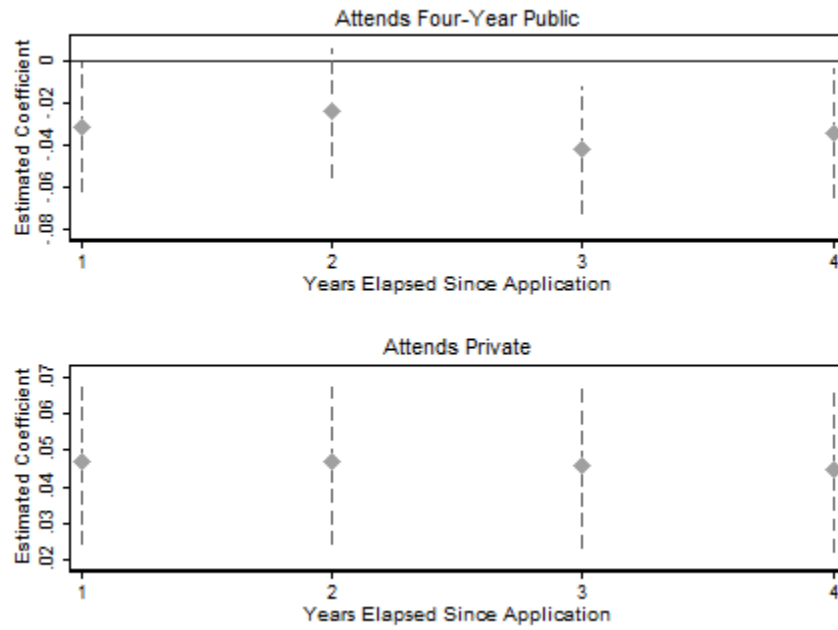 Attends Four-Year Public
Estimated Coefficient
0
-.02
-.04
-.06
-.08
1 2 3 4
Years Elapsed Since Application
Attends Private
Estimated Coefficient
.07
.06
.05
.04
.03
.02
1 2 3 4
Years Elapsed Since Application